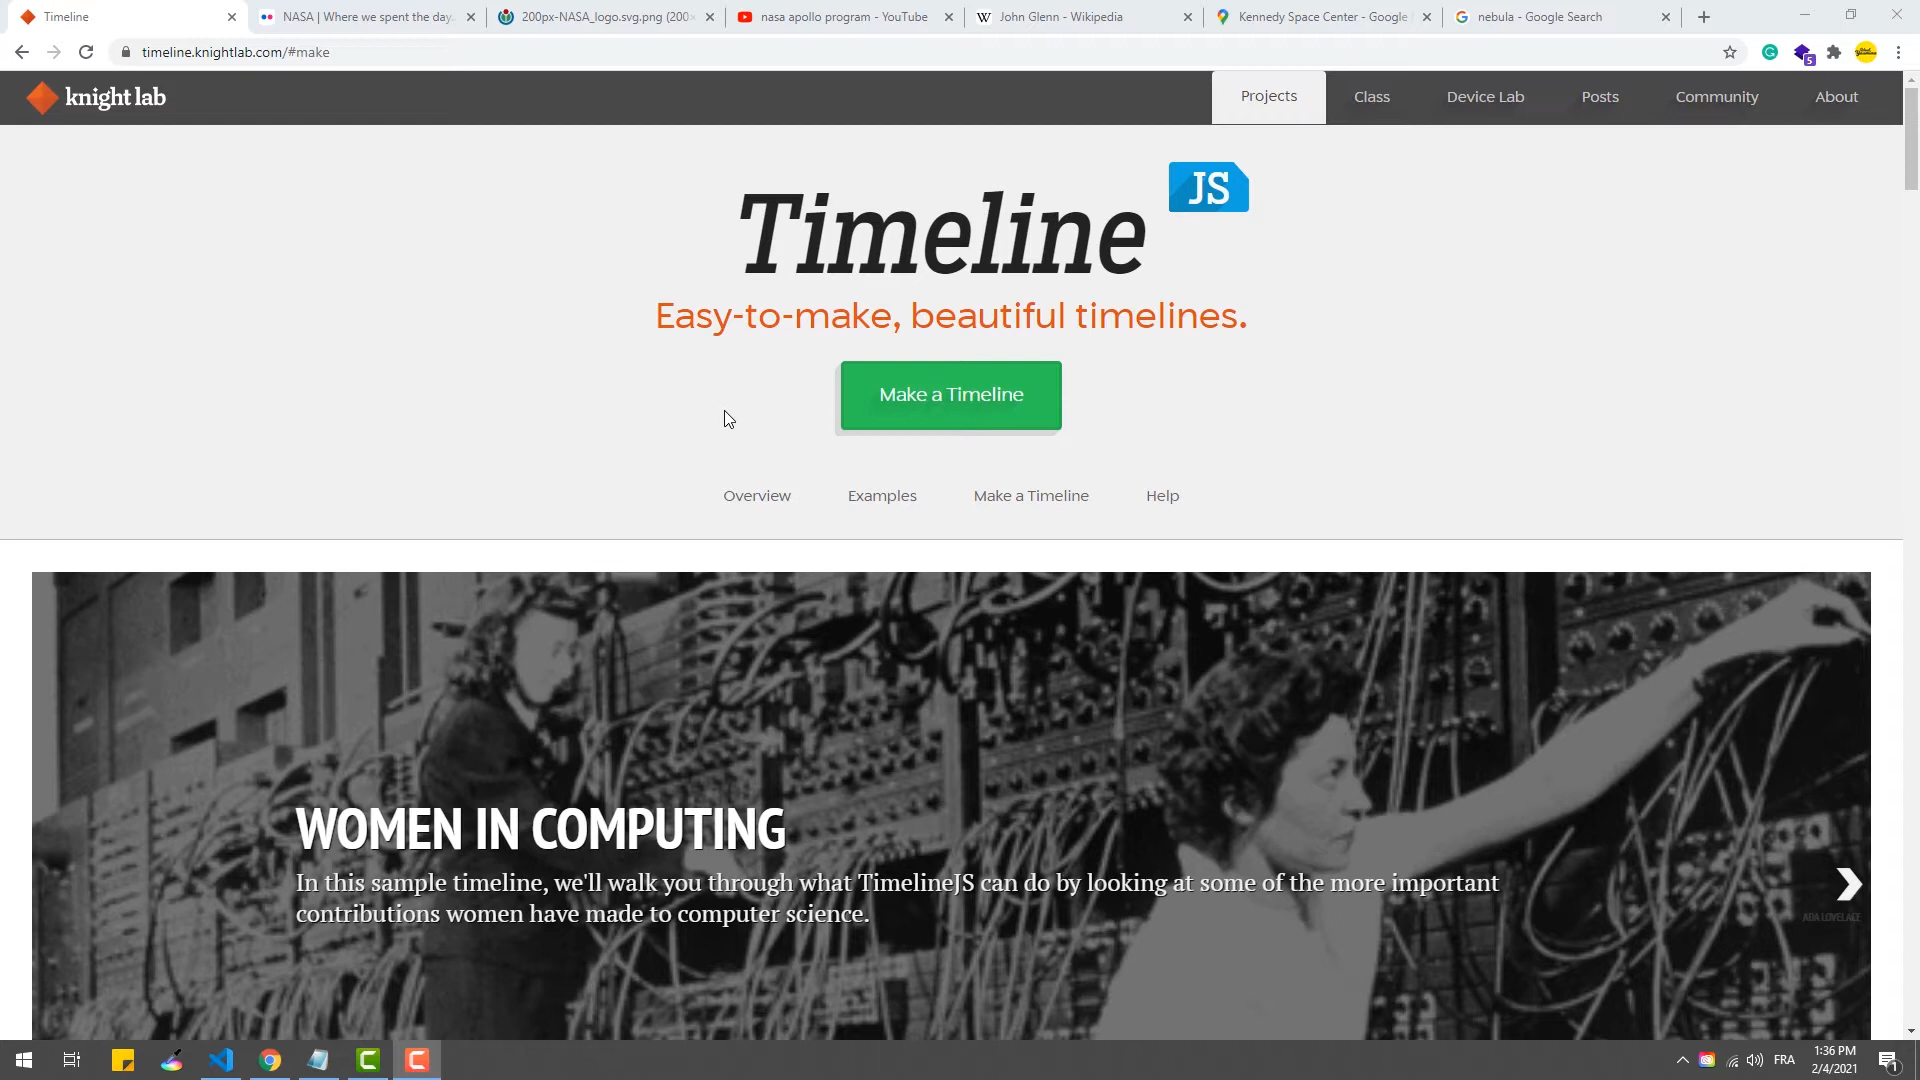 Timeline
NASA | Where we spent the day
200px-NASA_logo.svg.png (200
nasa apollo program - YouTube
John Glenn - Wikipedia
Kennedy Space Center - Google
nebula - Google Search
timeline.knightlab.com/#make
5
knight lab
Projects
Class
Device Lab
Posts
Community
About
Timeline
JS
Easy-to-make, beautiful timelines.
Make a Timeline
Overview
Examples
Make a Timeline
Help
WOMEN IN COMPUTING
In this sample timeline, we'll walk you through what TimelineJS can do by looking at some of the more important
contributions women have made to computer science.
ADA LOVELACE
FRA
1:36 PM
2/4/2021
1